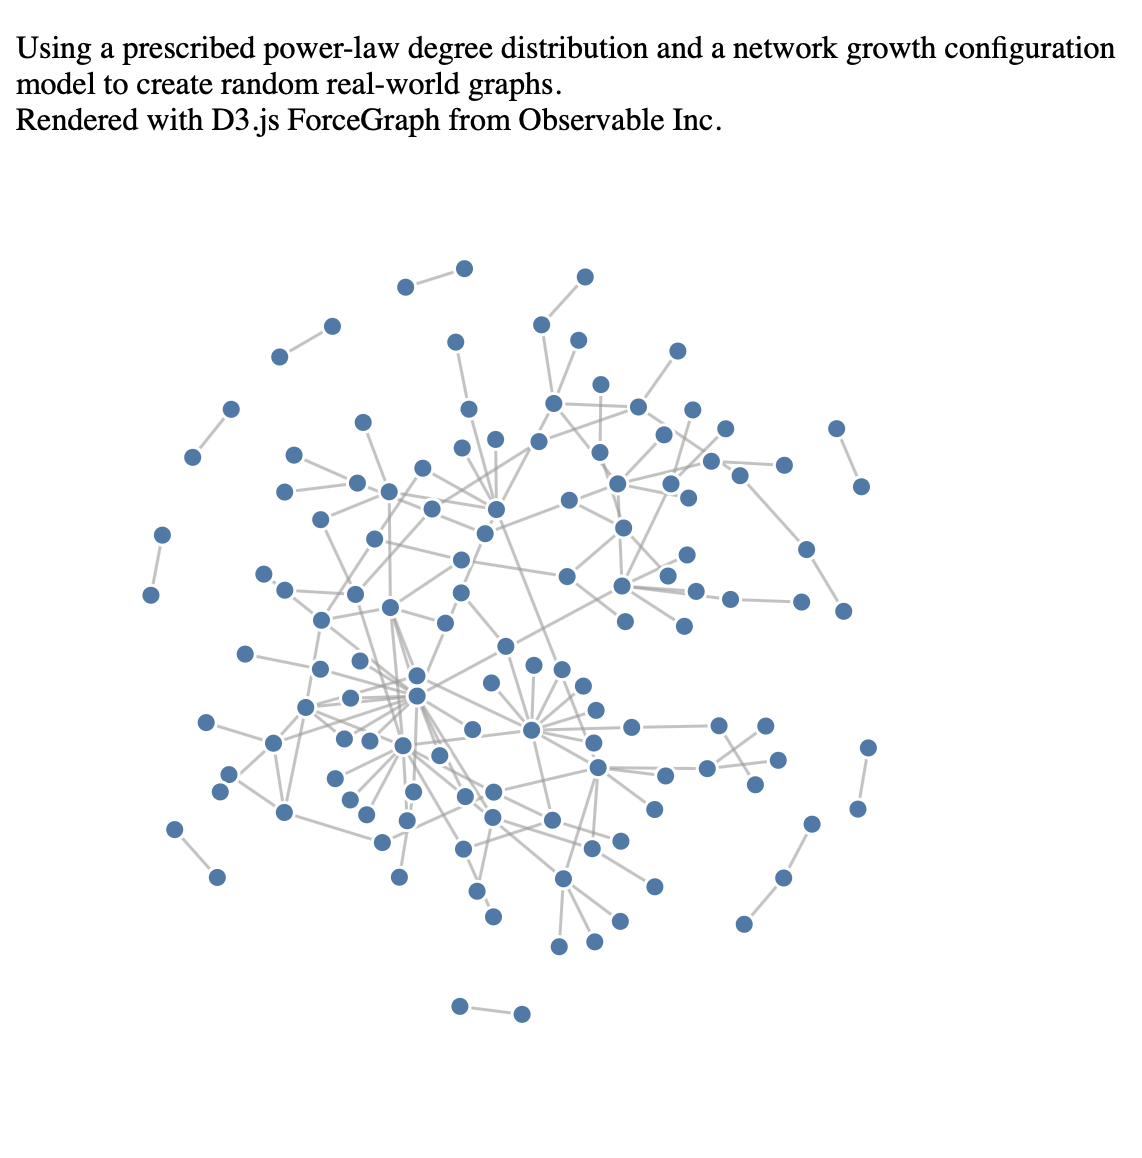 Using a prescribed power-law degree distribution and a network growth configuration
model to create random real-world graphs.
Rendered with D3.js ForceGraph from Observable Inc.